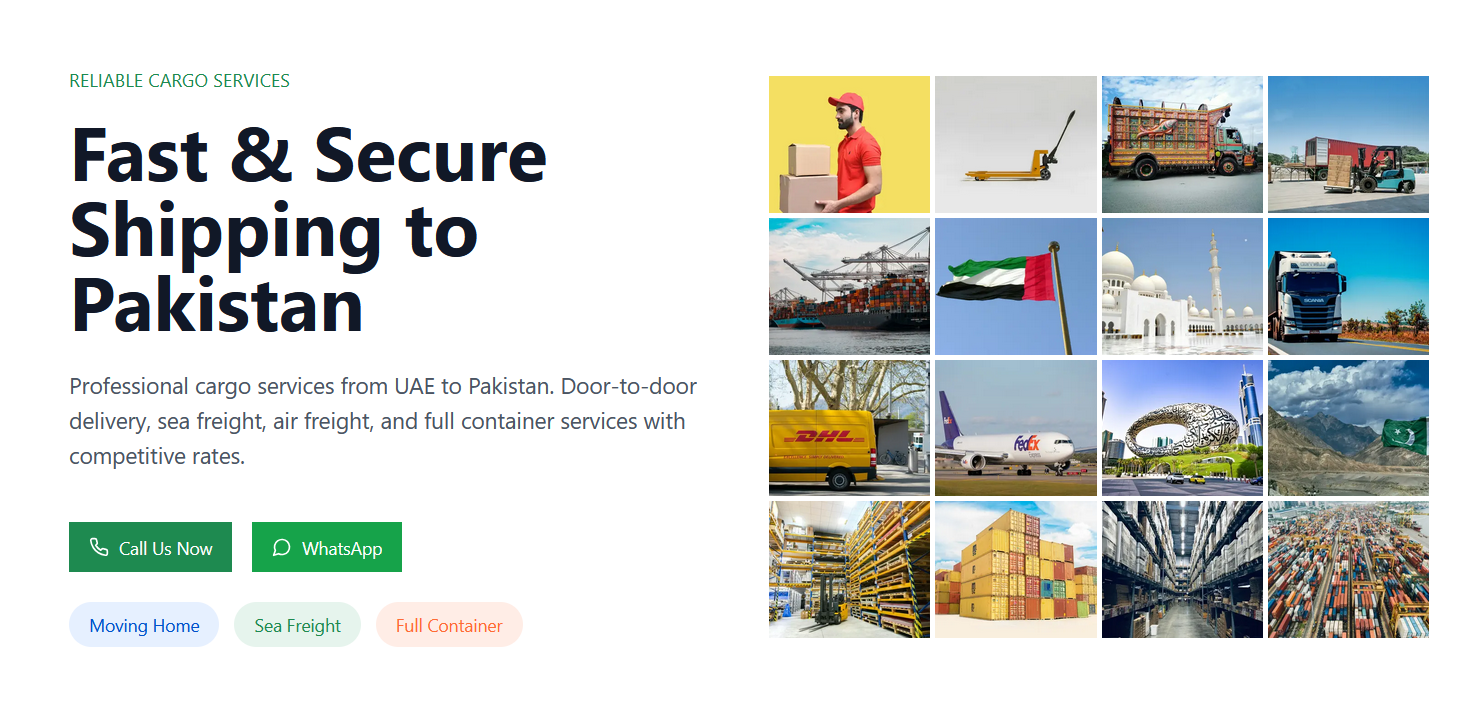 RELIABLE CARGO SERVICES
Fast & Secure
Shipping to
Pakistan
Professional cargo services from UAE to Pakistan. Door-to-door
delivery, sea freight, air freight, and full container services with
competitive rates.
Call Us Now
WhatsApp
Moving Home
Sea Freight
Full Container
SCANIA
DHL
FedEx
FedEx